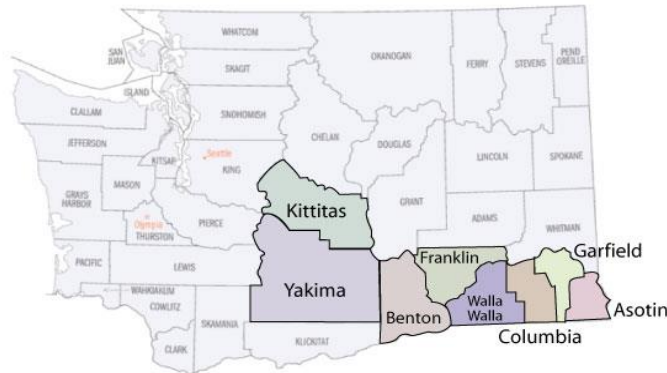 WHATCOM
SAN
JUAN
SKAGIT
ISLAND
CLALLAM
SNOHOMISH
JEFFERSON
KITSAP
Seattle
KING
MASON
GRAYS
HARBOR
Olympia
THURSTON
PIERCE
PACIFIC
LEWIS
WAHKIAKUM
COWLITZ
SKAMANIA
CLARK
KLICKITAT
OKANOGAN
FERRY
STEVENS
PEND
OREILLE
CHELAN
DOUGLAS
LINCOLN
SPOKANE
GRANT
ADAMS
WHITMAN
Kittitas
Yakima
Benton
Franklin
Walla
Walla
Columbia
Garfield
Asotin